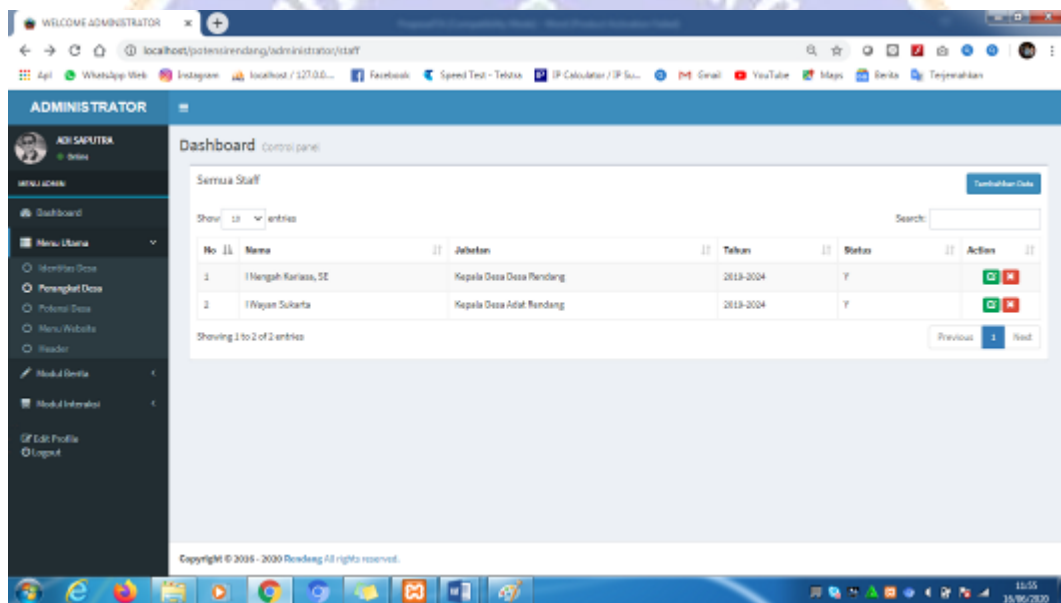 WELCOME ADMINISTRATOR
localhost/potensirendang/administrator/staff
Apl WhatsApp Web Instagram localhost / 127.0.0... Facebook Speed Test - Telstra IP Calculator / IP Su... Gmail YouTube Maps Berita Terjemahkan
ADMINISTRATOR
ADI SAPUTRA
Online
Dashboard Control panel
MENU ADMIN
Semua Staff
Tambahkan Data
Dashboard
Show 10 entries
Search:
Menu Utama
No Nama Jabatan Tahun Status Action
Identitas Desa
1 I Nengah Kariasa, SE Kepala Desa Desa Rendang 2019-2024 Y
Perangkat Desa
Potensi Desa
2 I Wayan Sukarta Kepala Desa Adat Rendang 2019-2024 Y
Menu Website
Header
Showing 1 to 2 of 2 entries
Previous 1 Next
Modul Berita
Modul Interaksi
Edit Profile
Logout
Copyright © 2016 - 2020 Rendang All rights reserved.
11:55
15/06/2020